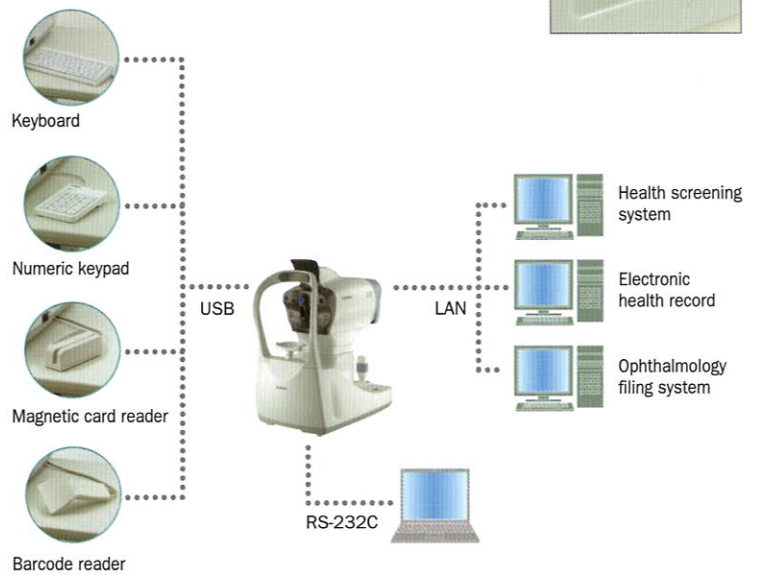 Keyboard
Numeric keypad
Magnetic card reader
Barcode reader
USB
LAN
RS-232C
Health screening
system
Electronic
health record
Ophthalmology
filing system